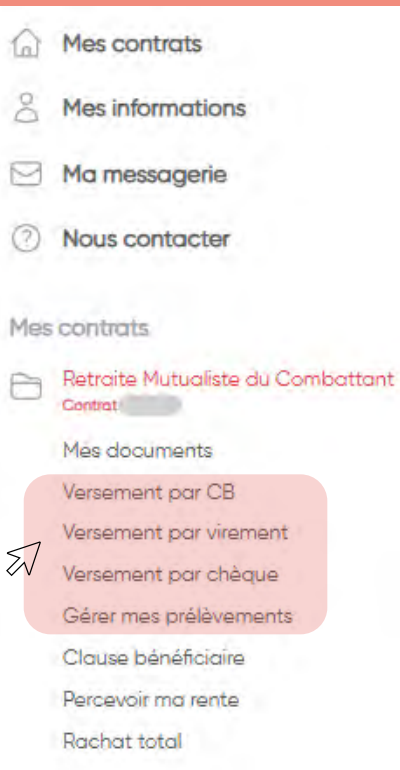 Mes contrats
Mes informations
Ma messagerie
Nous contacter
Mes contrats
Retraite Mutualiste du Combattant
Contrat
Mes documents
Versement par CB
Versement par virement
Versement par chèque
Gérer mes prélèvements
Clause bénéficiaire
Percevoir ma rente
Rachat total